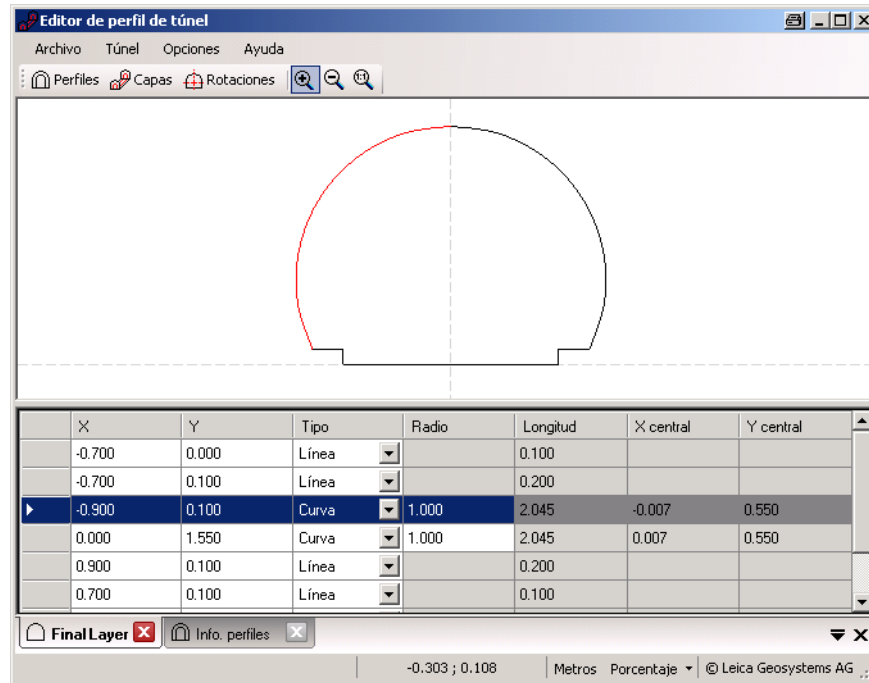 Editor de perfil de túnel
Archivo Túnel Opciones Ayuda
Perfiles Capas Rotaciones 1:1
X Y Tipo Radio Longitud X central Y central
-0.700 0.000 Línea 0.100
-0.700 0.100 Línea 0.200
-0.900 0.100 Curva 1.000 2.045 -0.007 0.550
0.000 1.550 Curva 1.000 2.045 0.007 0.550
0.900 0.100 Línea 0.200
0.700 0.100 Línea 0.100
Final Layer Info. perfiles
-0.303 ; 0.108 Metros Porcentaje © Leica Geosystems AG